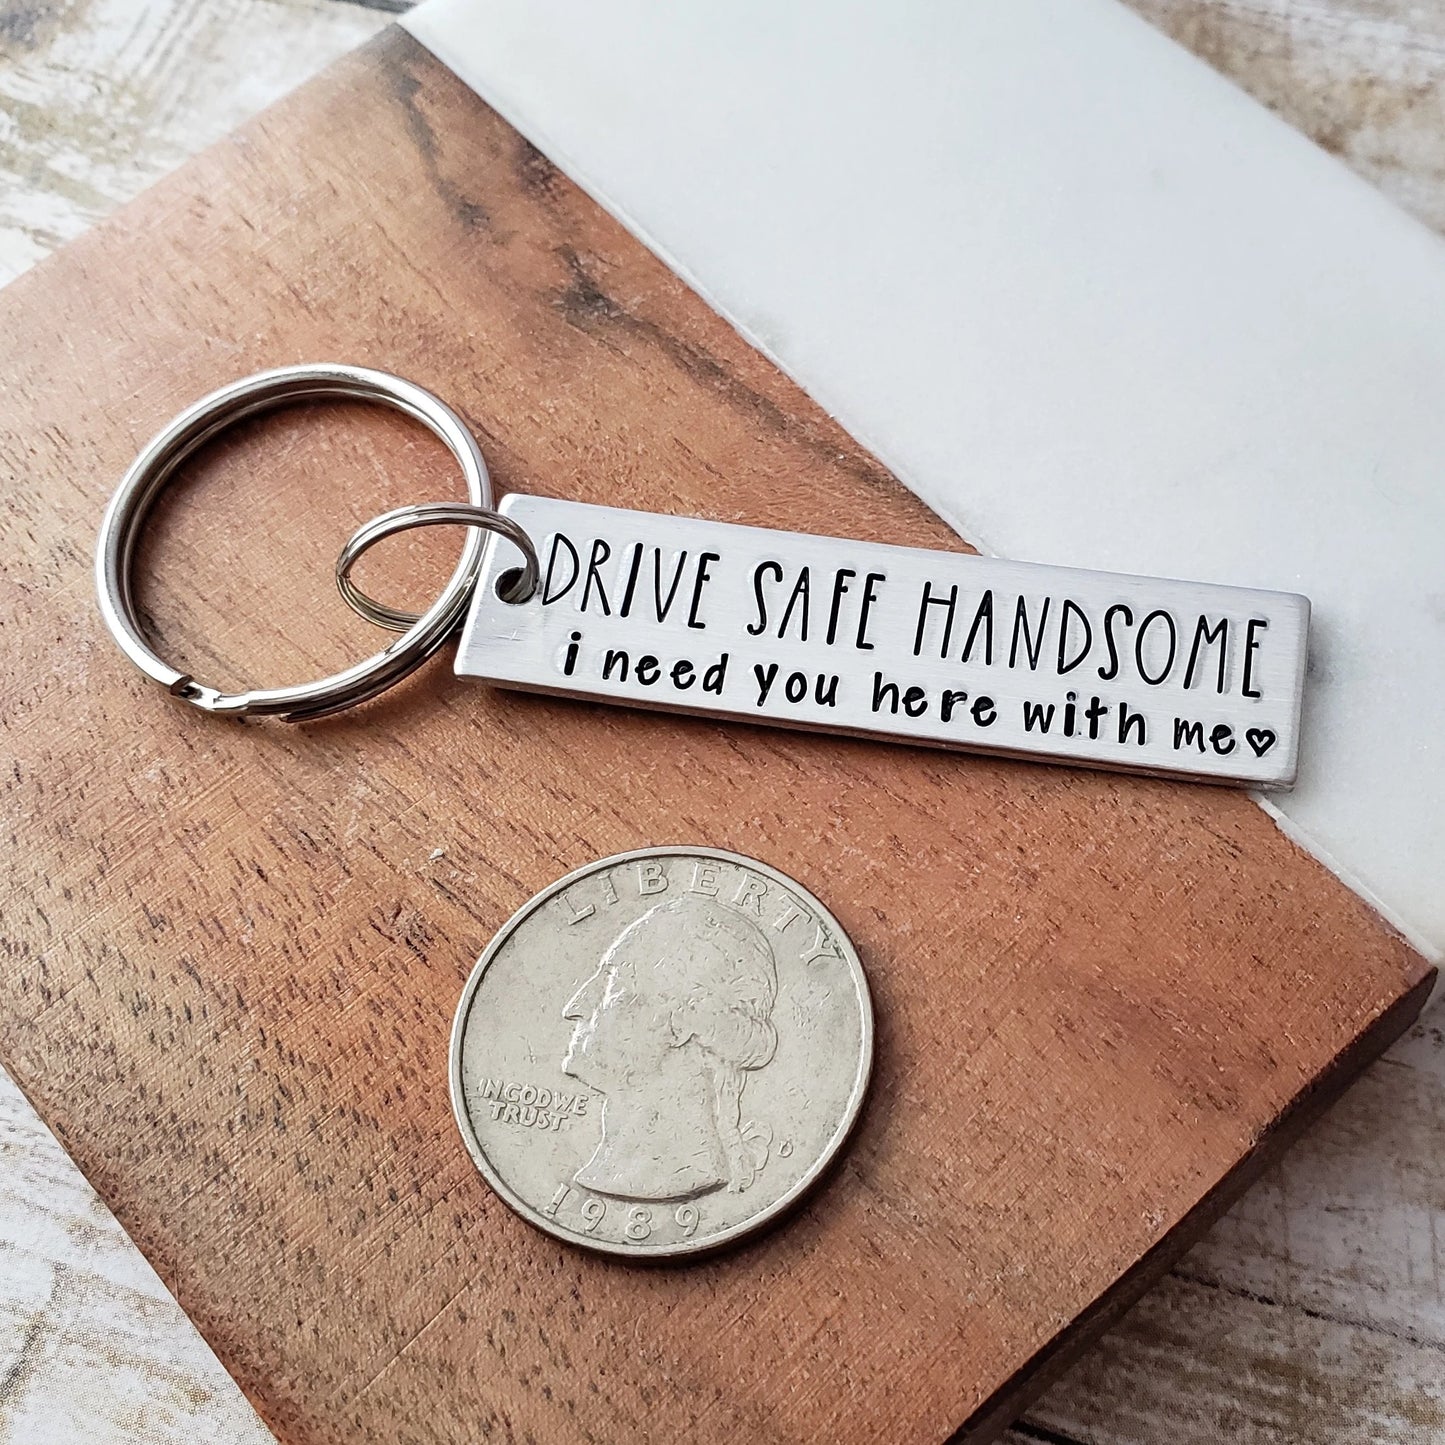 DRIVE SAFE HANDSOME
i need you here with me♡
LIBERTY
IN GOD WE
TRUST
D
1989